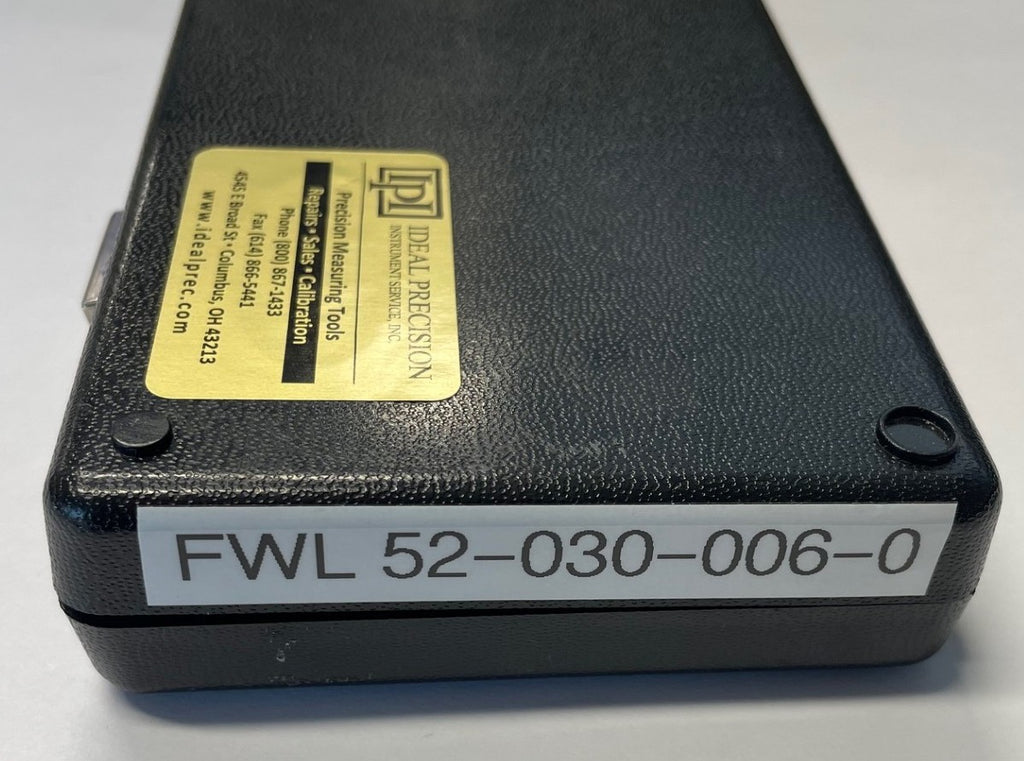 IPI
IDEAL PRECISION
INSTRUMENT SERVICE, INC.
Precision Measuring Tools
Repairs • Sales • Calibration
Phone (800) 867-1433
Fax (614) 866-5441
4545 E Broad St • Columbus, OH 43213
www.idealprec.com
FWL 52-030-006-0